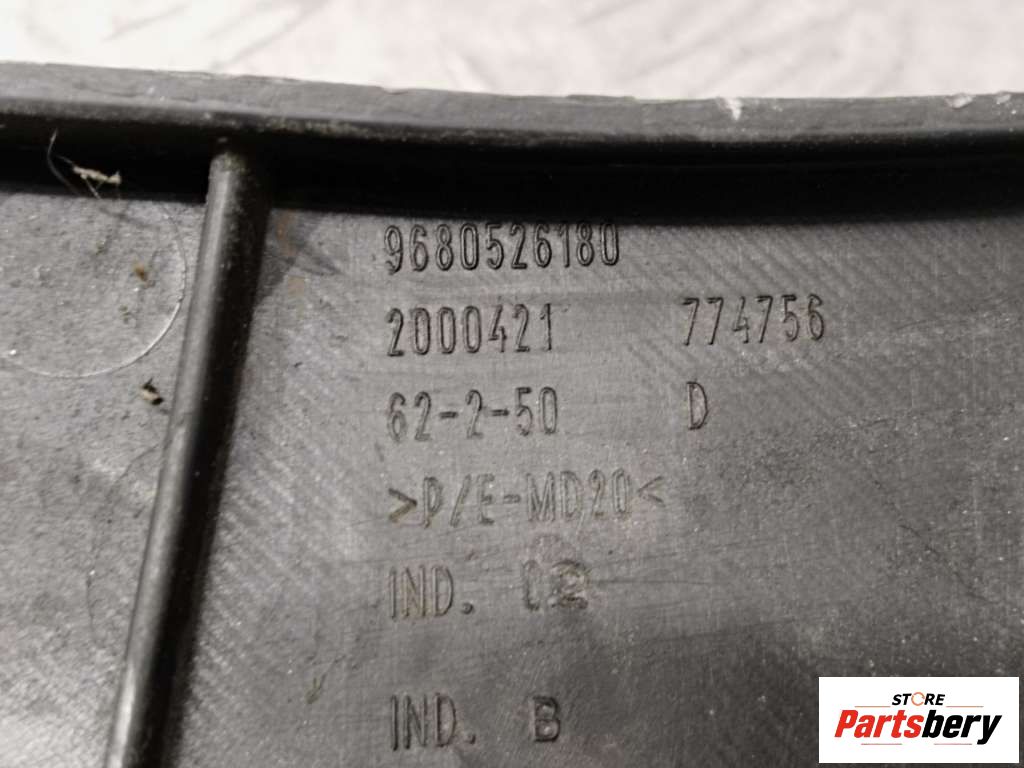 9680526180
2000421 774756
62-2-50 D
>P/E-MD20<
IND.
IND. B
STORE
Partsbery